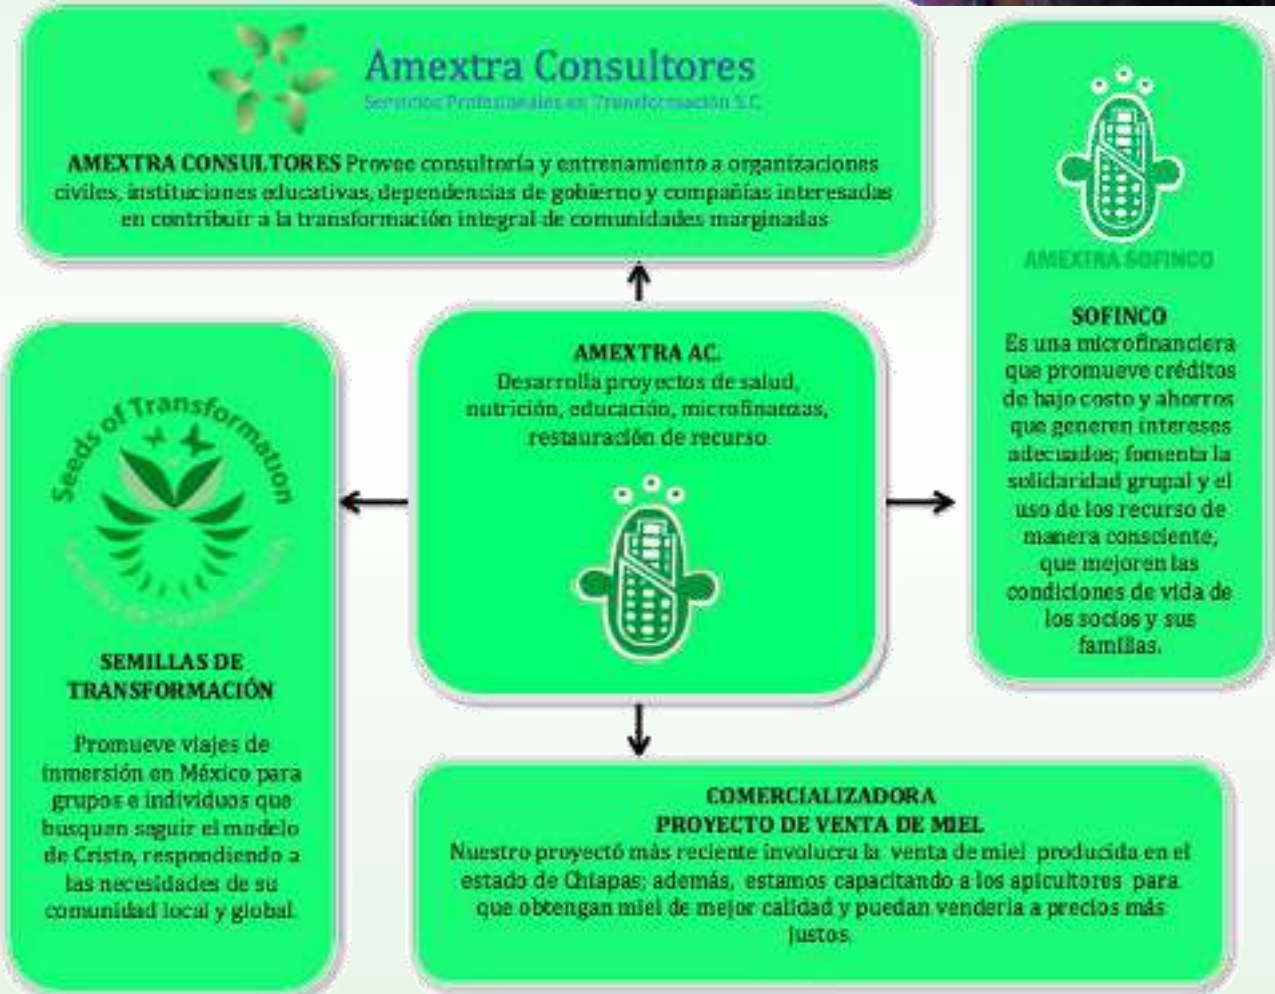 Amextra Consultores
Servicios Profesionales en Transformación S.C.
AMEXTRA CONSULTORES Provee consultoría y entrenamiento a organizaciones
civiles, instituciones educativas, dependencias de gobierno y compañías interesadas
en contribuir a la transformación integral de comunidades marginadas
AMEXTRA SOFINCO
SOFINCO
Es una microfinanciera
que promueve créditos
de bajo costo y ahorros
que generen intereses
adecuados; fomenta la
solidaridad grupal y el
uso de los recurso de
manera consciente,
que mejoren las
condiciones de vida de
los socios y sus
familias.
AMEXTRA AC.
Desarrolla proyectos de salud,
nutrición, educación, microfinanzas,
restauración de recurso
Seeds of Transformation
SEMILLAS DE
TRANSFORMACIÓN
Promueve viajes de
inmersión en México para
grupos e individuos que
busquen seguir el modelo
de Cristo, respondiendo a
las necesidades de su
comunidad local y global.
COMERCIALIZADORA
PROYECTO DE VENTA DE MIEL
Nuestro proyectó más reciente involucra la venta de miel producida en el
estado de Chiapas; además, estamos capacitando a los apicultores para
que obtengan miel de mejor calidad y puedan venderla a precios más
justos.